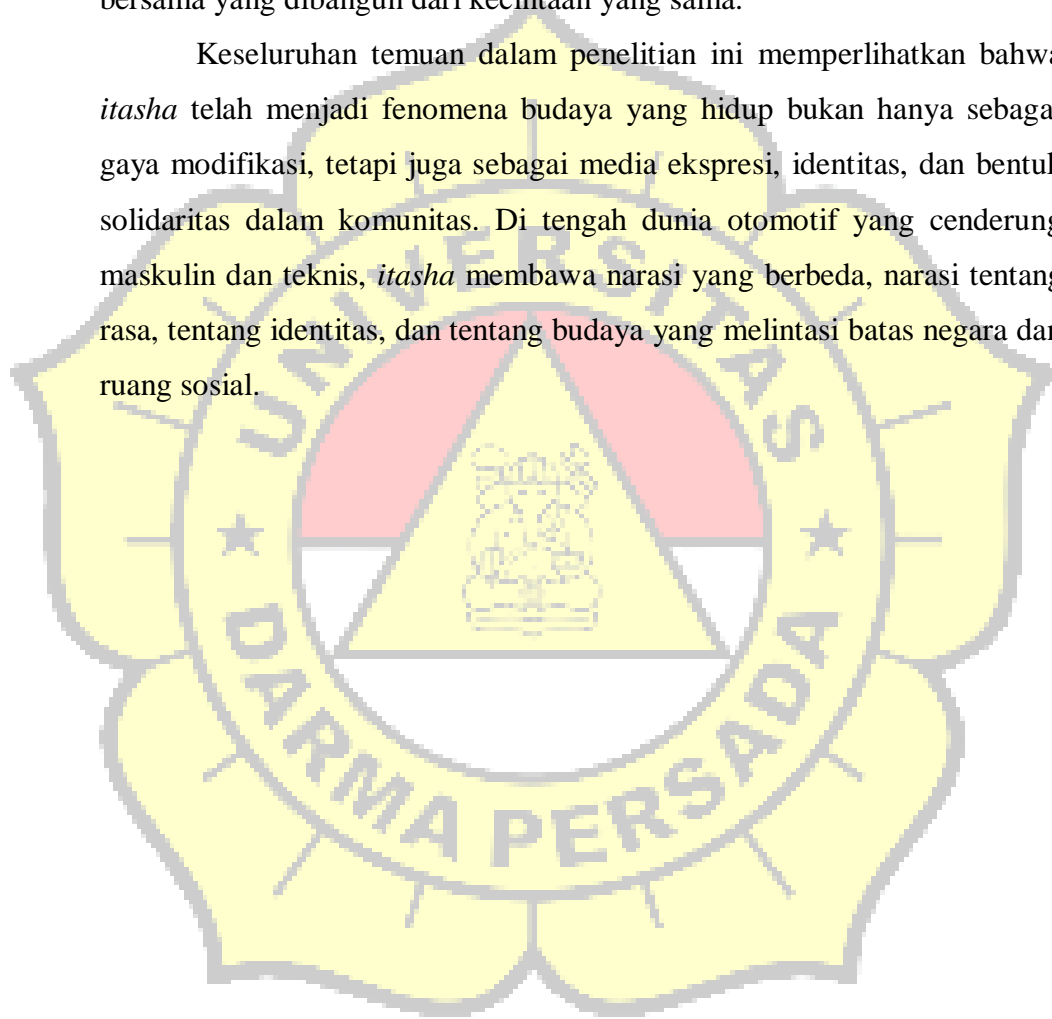 bersama yang dibangun dari kecintaan yang sama.
Keseluruhan temuan dalam penelitian ini memperlihatkan bahwa
itasha telah menjadi fenomena budaya yang hidup bukan hanya sebaga
gaya modifikasi, tetapi juga sebagai media ekspresi, identitas, dan bentul
solidaritas dalam komunitas. Di tengah dunia otomotif yang cenderung
maskulin dan teknis, itasha membawa narasi yang berbeda, narasi tentang
rasa, tentang identitas, dan tentang budaya yang melintasi batas negara dar
ruang sosial.
UNIVERSITAS
DARMA PERSADA